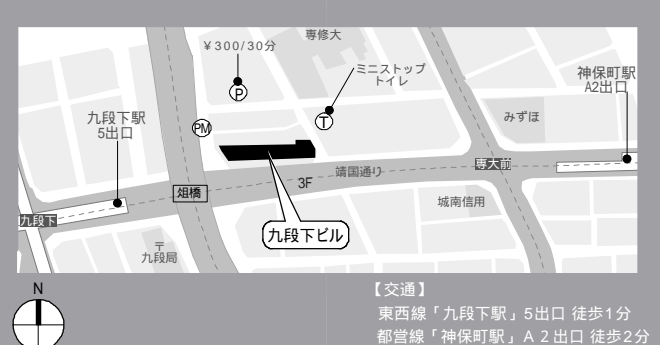 専修大
￥300/30分
P
ミニストップ
トイレ
T
神保町駅
A2出口
九段下駅
5出口
PM
みずほ
専大前
靖国通り
3F
俎橋
九段下
城南信用
九段下ビル
〒
九段局
N
【交通】
東西線「九段下駅」5出口 徒歩1分
都営線「神保町駅」A２出口 徒歩2分